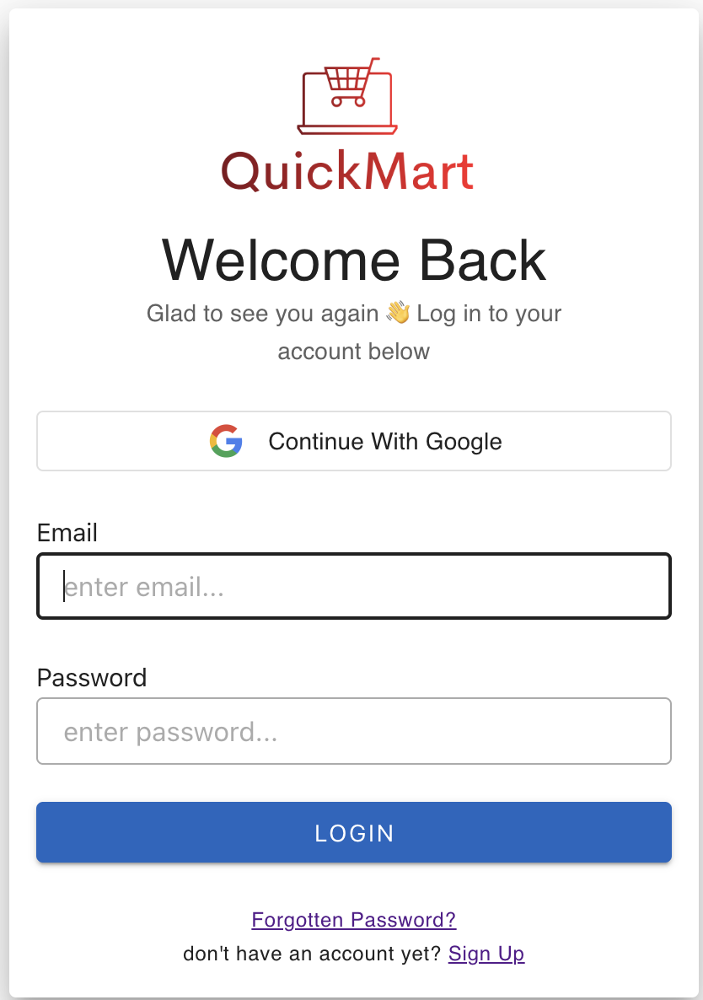 QuickMart
Welcome Back
Glad to see you again 👋 Log in to your
account below
Continue With Google
Email
enter email...
Password
enter password...
LOGIN
Forgotten Password?
don't have an account yet? Sign Up